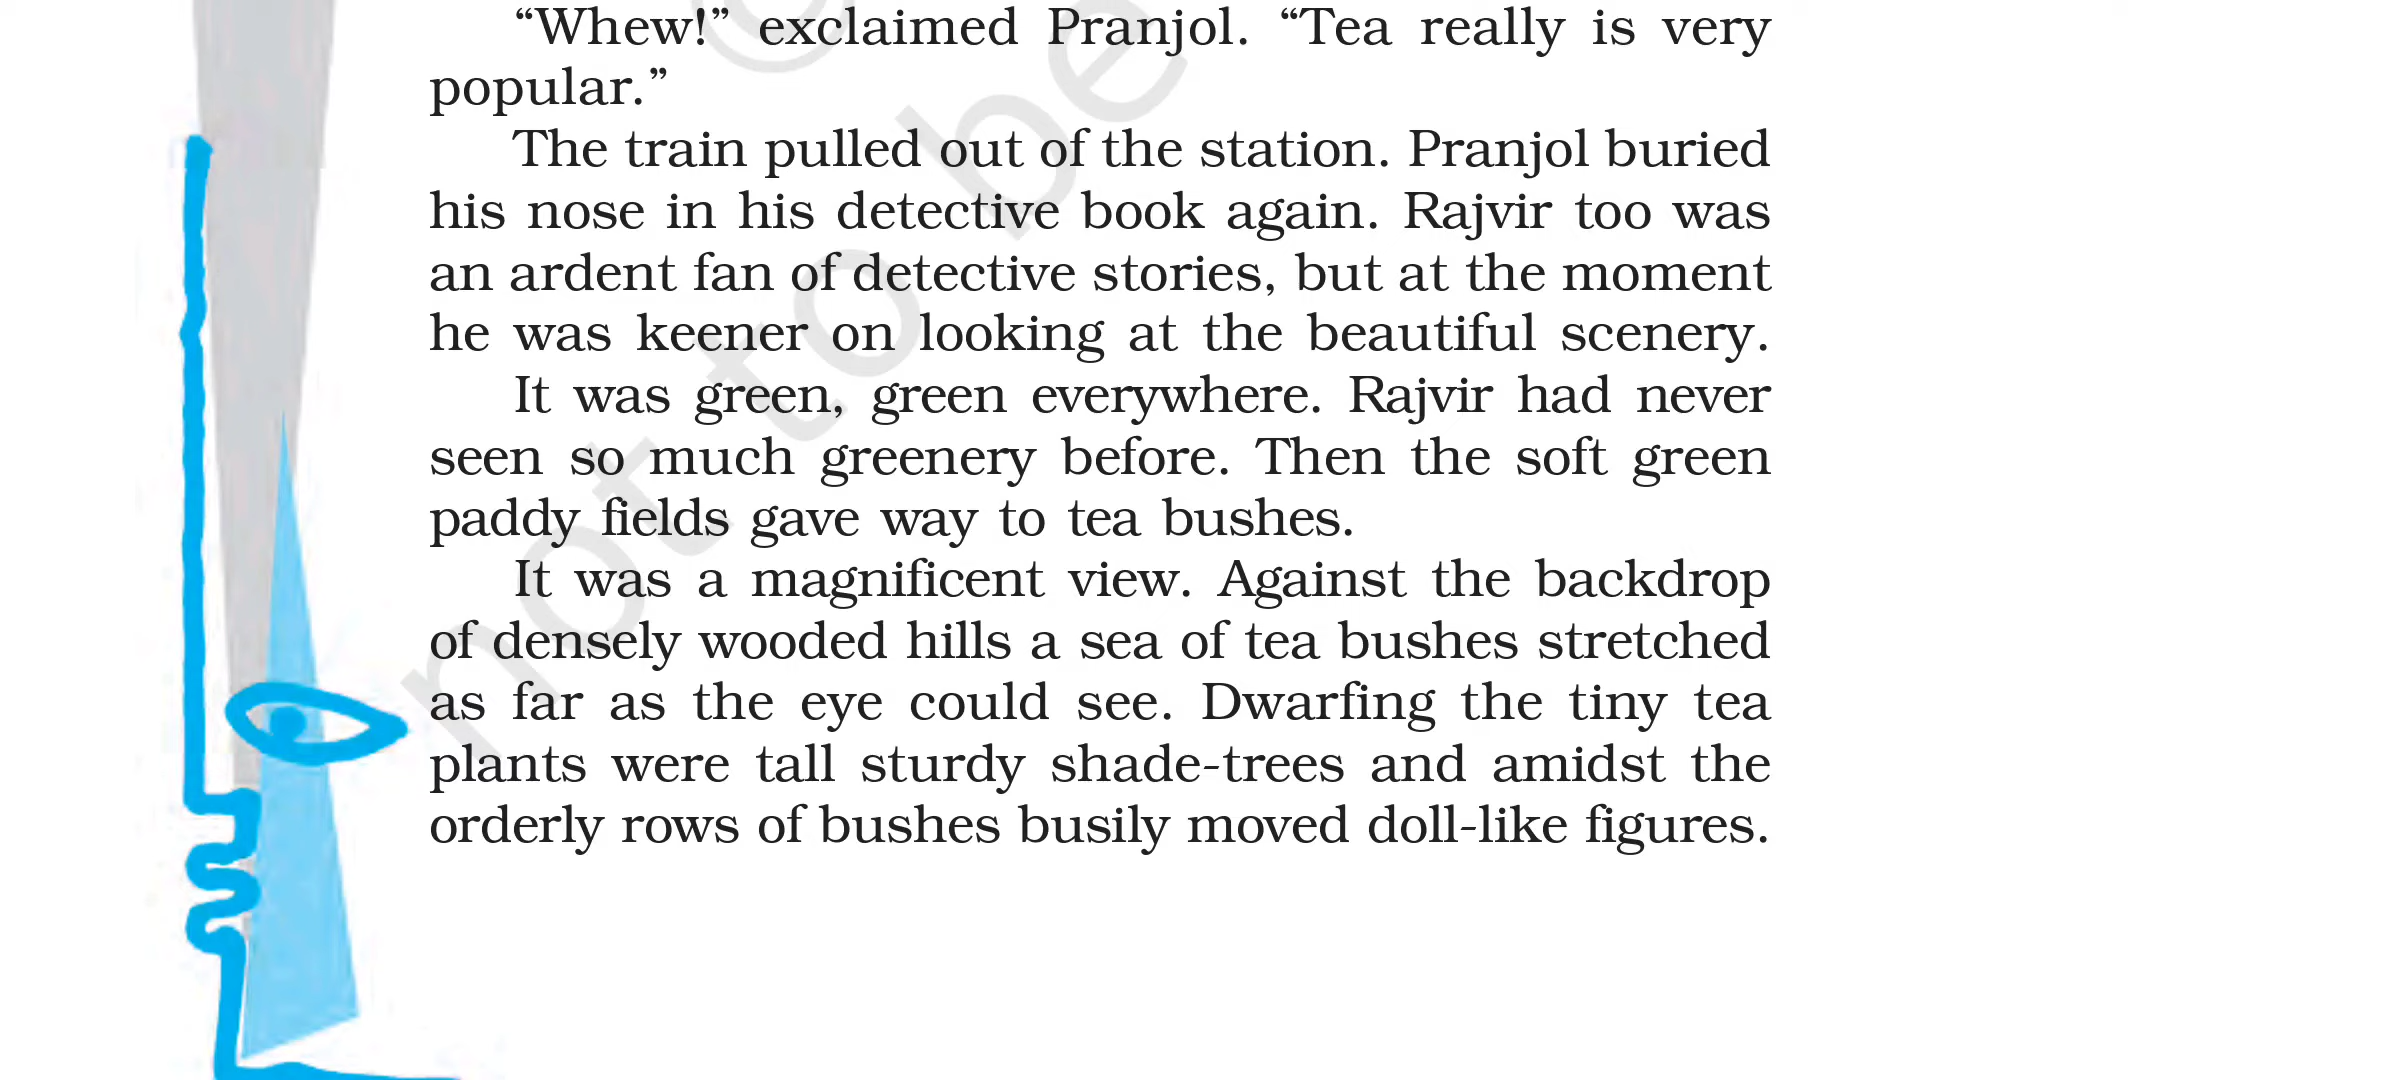 “Whew!” exclaimed Pranjol. “Tea really is very
popular.”
The train pulled out of the station. Pranjol buried
his nose in his detective book again. Rajvir too was
an ardent fan of detective stories, but at the moment
he was keener on looking at the beautiful scenery.
It was green, green everywhere. Rajvir had never
seen so much greenery before. Then the soft green
paddy fields gave way to tea bushes.
It was a magnificent view. Against the backdrop
of densely wooded hills a sea of tea bushes stretched
as far as the eye could see. Dwarfing the tiny tea
plants were tall sturdy shade-trees and amidst the
orderly rows of bushes busily moved doll-like figures.
not to be